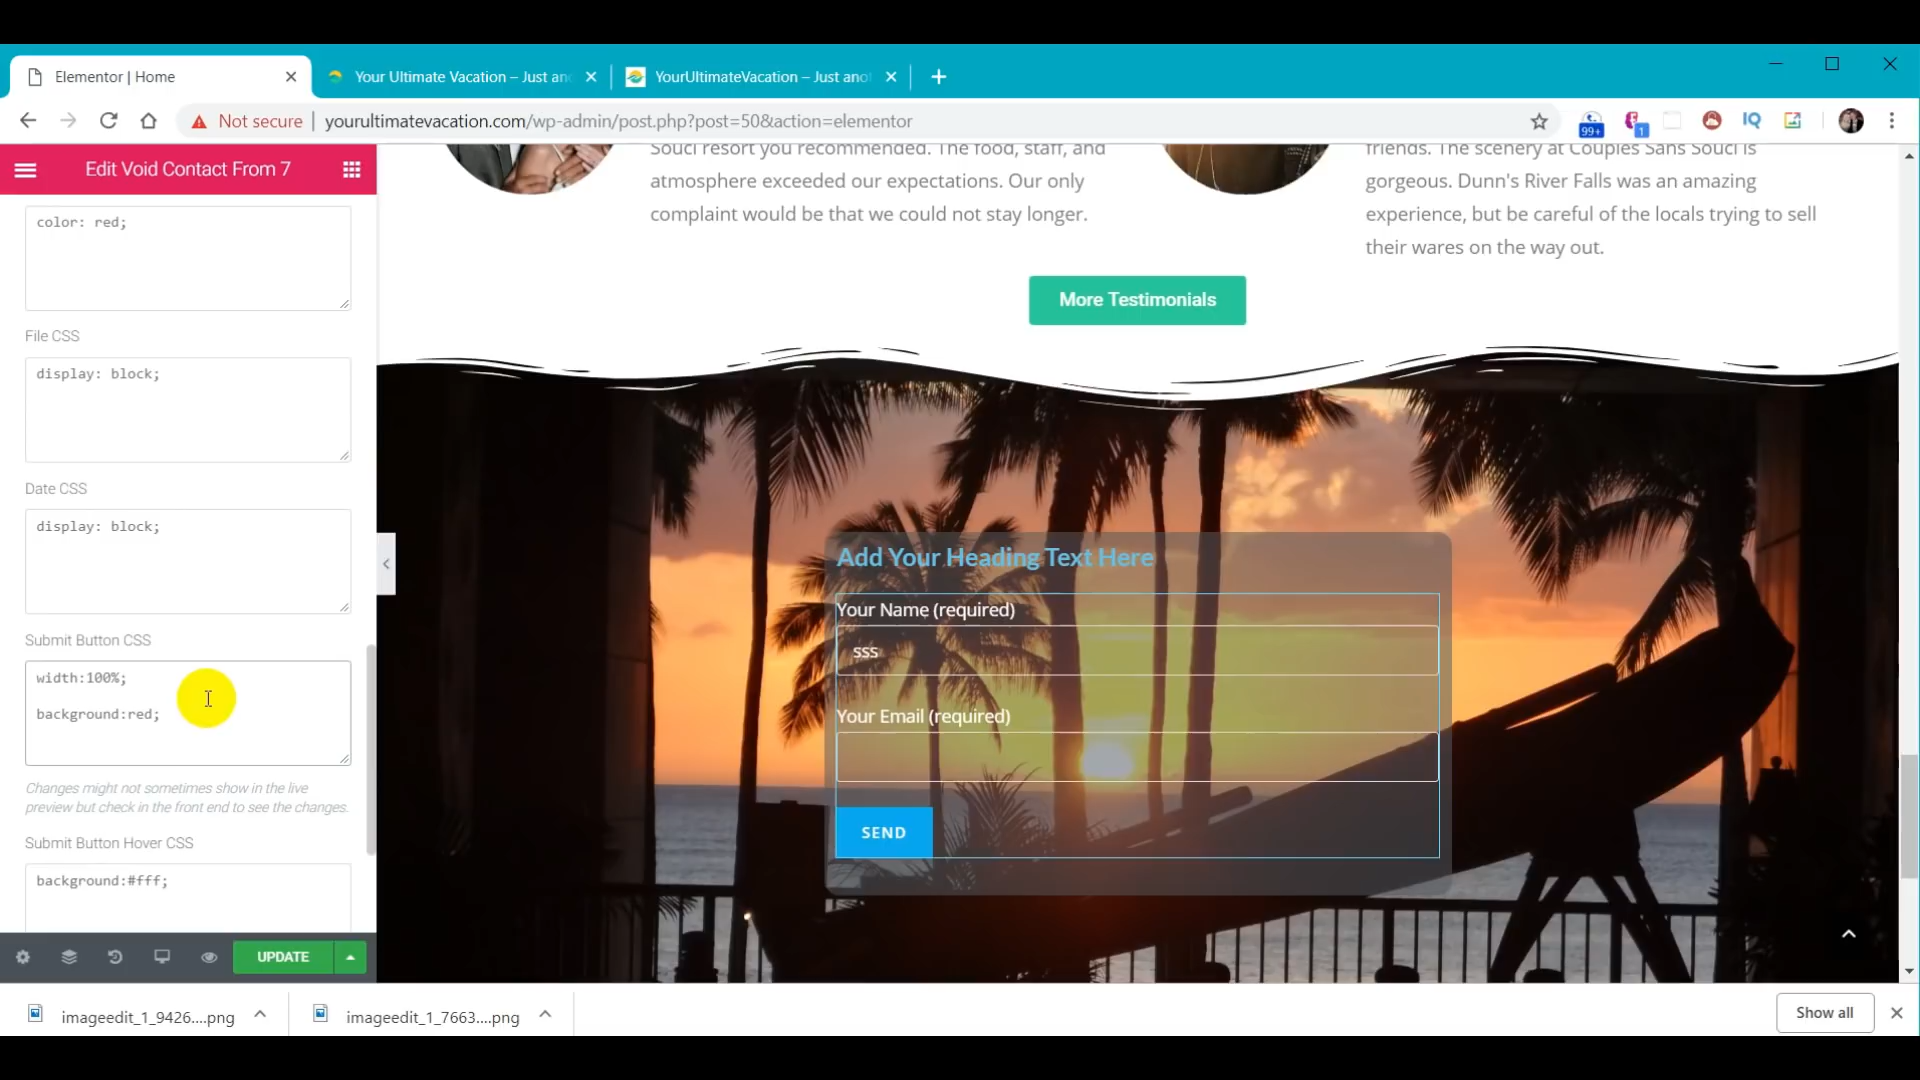 Elementor | Home
Your Ultimate Vacation – Just an
YourUltimateVacation – Just ano
Not secure
yourultimatevacation.com/wp-admin/post.php?post=50&action=elementor
99+
1
IQ
Edit Void Contact From 7
color: red;
File CSS
display: block;
Date CSS
display: block;
Submit Button CSS
width:100%;
background:red;
Changes might not sometimes show in the live
preview but check in the front end to see the changes.
Submit Button Hover CSS
background:#fff;
UPDATE
Souci resort you recommended. The food, staff, and
atmosphere exceeded our expectations. Our only
complaint would be that we could not stay longer.
friends. The scenery at Couples Sans Souci is
gorgeous. Dunn's River Falls was an amazing
experience, but be careful of the locals trying to sell
their wares on the way out.
More Testimonials
Add Your Heading Text Here
Your Name (required)
sss
Your Email (required)
SEND
imageedit_1_9426....png
imageedit_1_7663....png
Show all